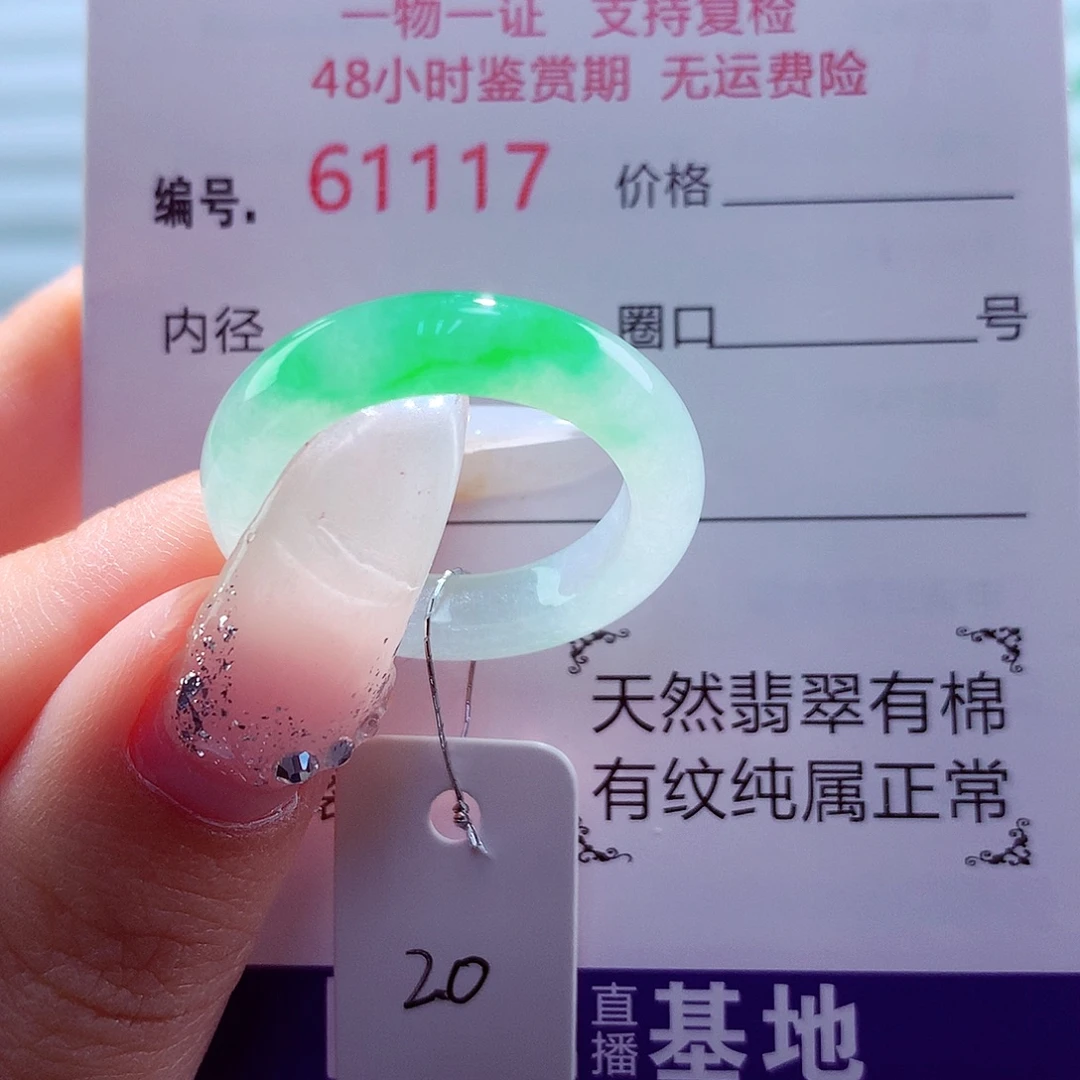 一物一证 支持复检
48小时鉴赏期 无运费险
编号. 61117 价格
内径 圈口 号
天然翡翠有棉
有纹纯属正常
20
直播 基地